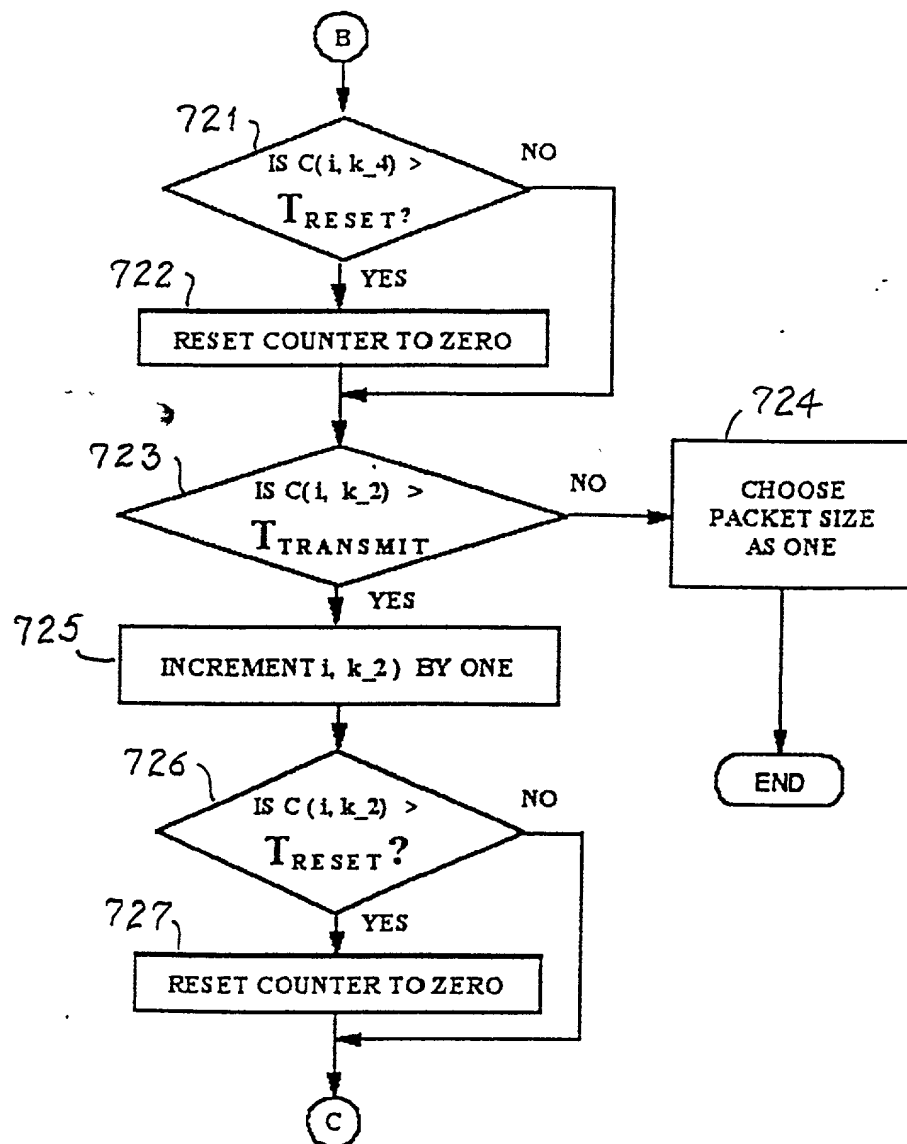 B
721
IS C(i, k_4) >
TRESET?
NO
YES
722
RESET COUNTER TO ZERO
723
IS C(i, k_2) >
TTRANSMIT
NO
724
CHOOSE
PACKET SIZE
AS ONE
YES
725
INCREMENT i, k_2) BY ONE
726
IS C(i, k_2) >
TRESET?
NO
END
YES
727
RESET COUNTER TO ZERO
C